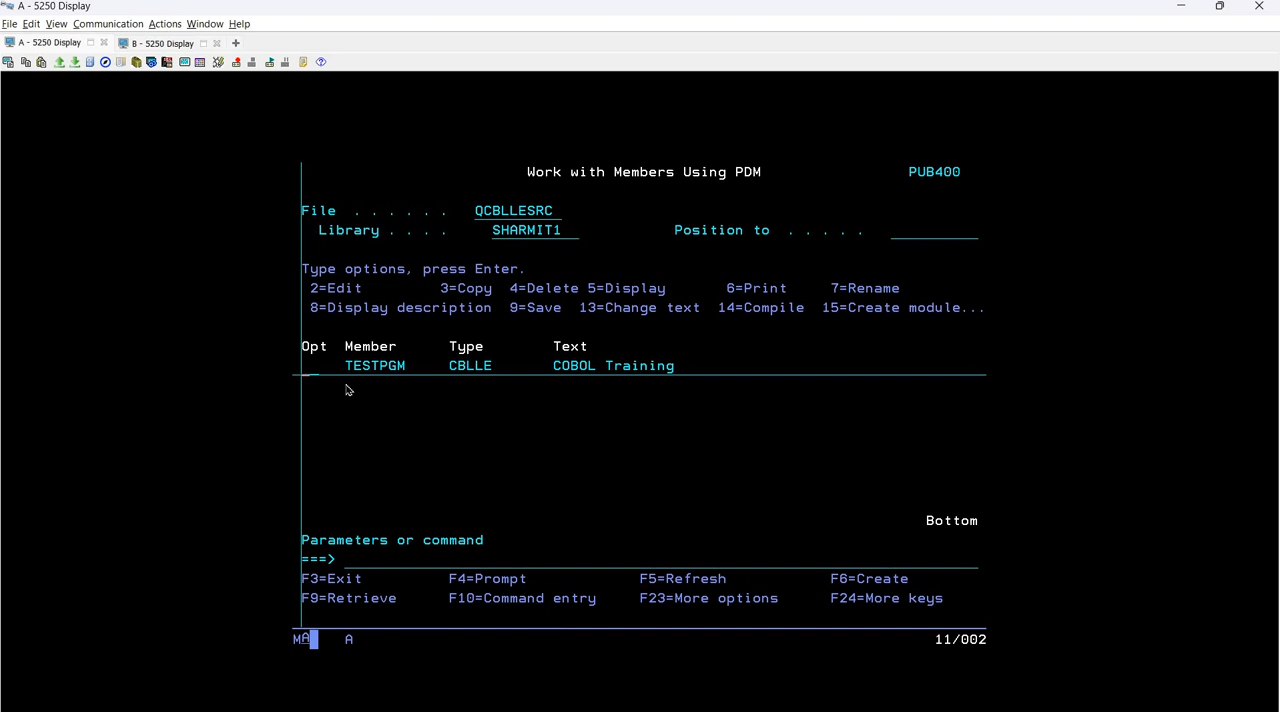 A - 5250 Display
File Edit View Communication Actions Window Help
A - 5250 Display B - 5250 Display
Work with Members Using PDM PUB400
File . . . . . . QCBLLESRC
Library . . . . SHARMIT1 Position to . . . . .
Type options, press Enter.
2=Edit 3=Copy 4=Delete 5=Display 6=Print 7=Rename
8=Display description 9=Save 13=Change text 14=Compile 15=Create module...
Opt Member Type Text
TESTPGM CBLLE COBOL Training
Bottom
Parameters or command
===>
F3=Exit F4=Prompt F5=Refresh F6=Create
F9=Retrieve F10=Command entry F23=More options F24=More keys
MA A 11/002